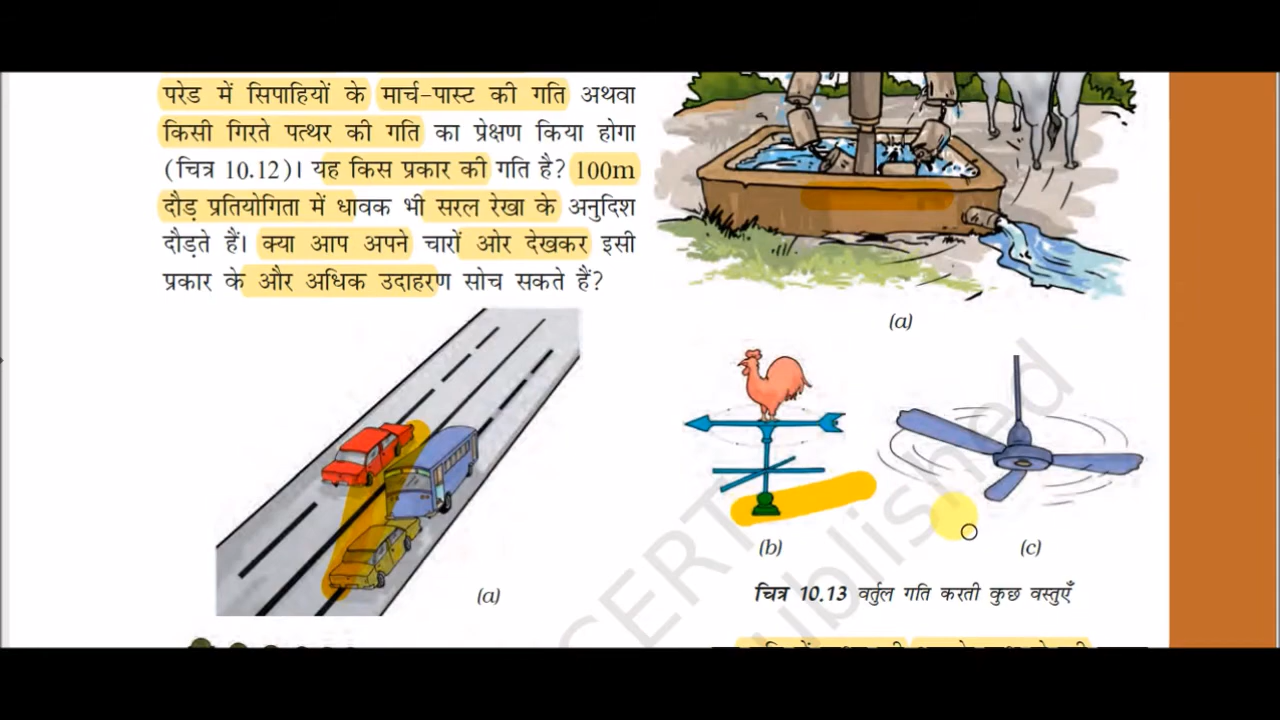 परेड में सिपाहियों के मार्च-पास्ट की गति अथवा
किसी गिरते पत्थर की गति का प्रेक्षण किया होगा
(चित्र 10.12)। यह किस प्रकार की गति है? 100m
दौड़ प्रतियोगिता में धावक भी सरल रेखा के अनुदिश
दौड़ते हैं। क्या आप अपने चारों ओर देखकर इसी
प्रकार के और अधिक उदाहरण सोच सकते हैं?
(a)
(a)
(b)
(c)
चित्र 10.13 वर्तुल गति करती कुछ वस्तुएँ